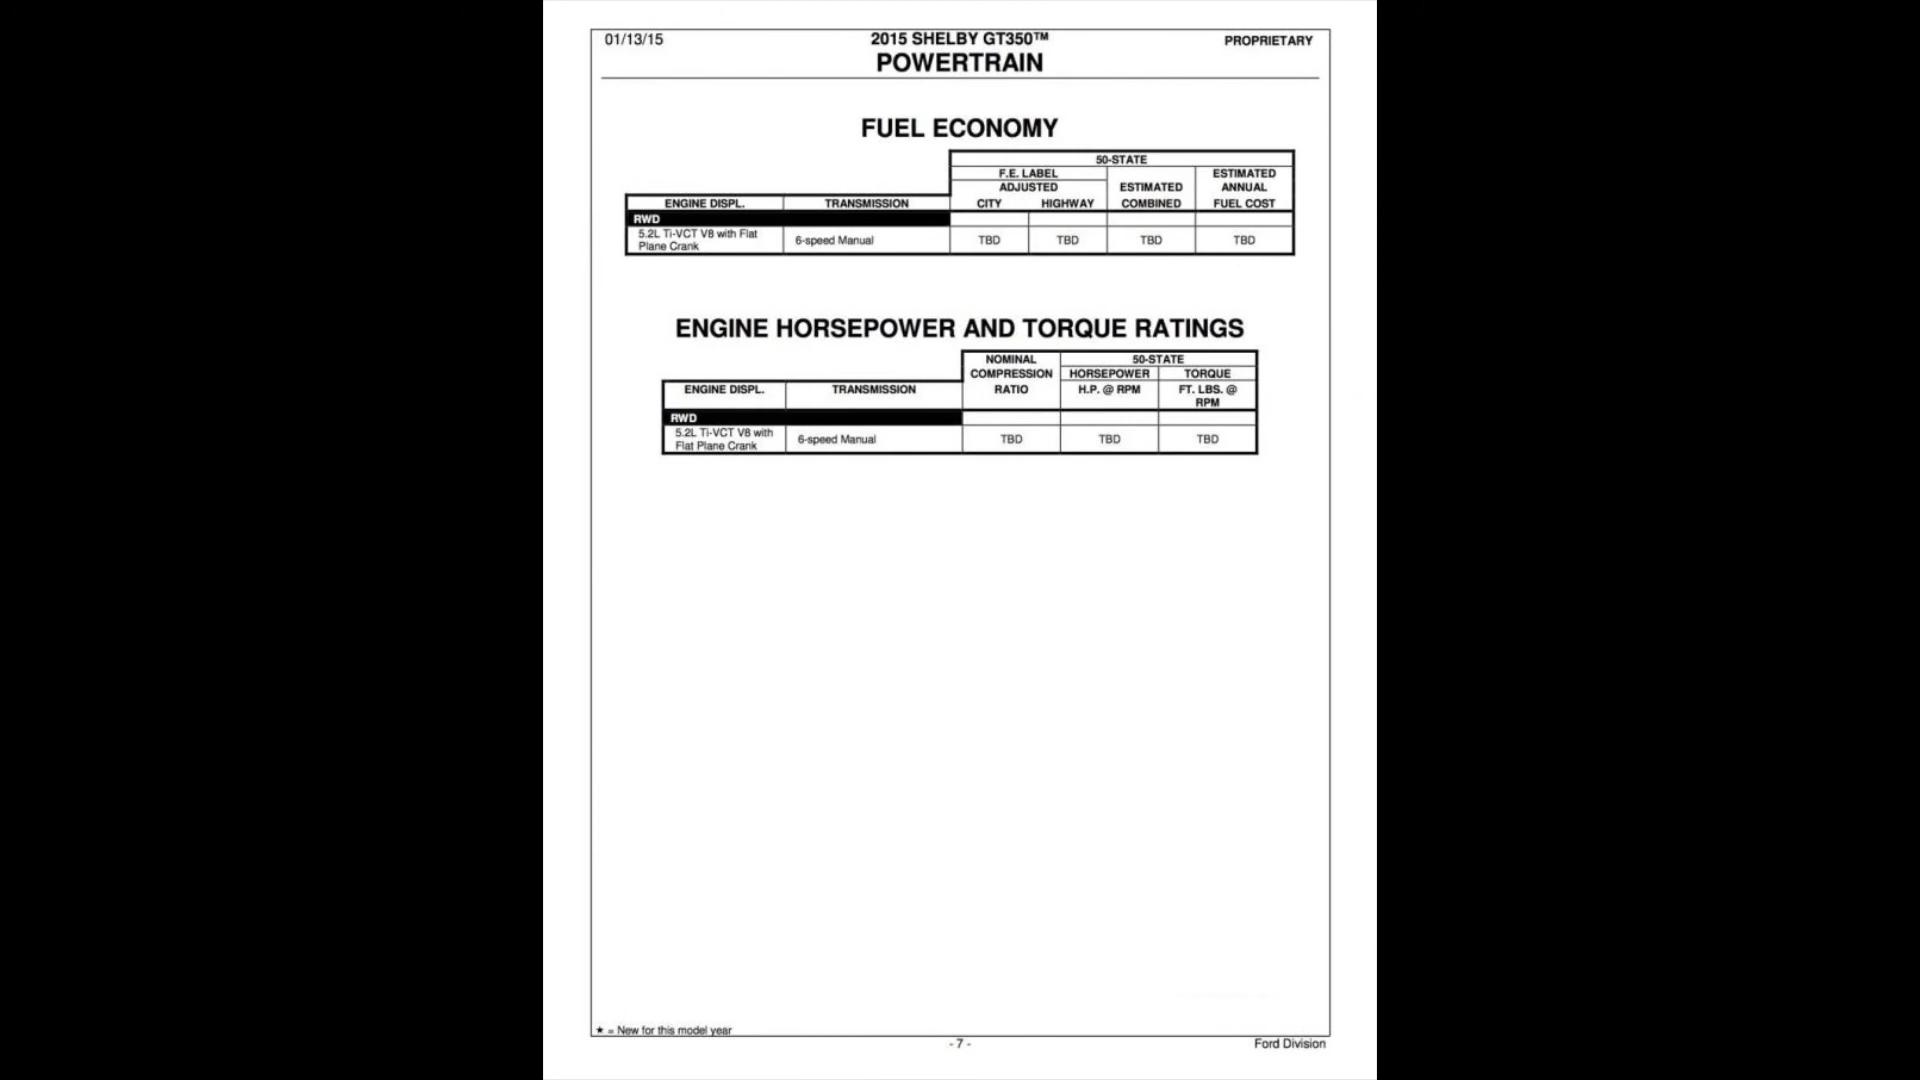 01/13/15
2015 SHELBY GT350™
PROPRIETARY
POWERTRAIN
FUEL ECONOMY
50-STATE
F.E. LABEL ESTIMATED
ADJUSTED ESTIMATED ANNUAL
ENGINE DISPL. TRANSMISSION CITY HIGHWAY COMBINED FUEL COST
RWD
5.2L Ti-VCT V8 with Flat
Plane Crank
6-speed Manual TBD TBD TBD TBD
ENGINE HORSEPOWER AND TORQUE RATINGS
NOMINAL 50-STATE
COMPRESSION HORSEPOWER TORQUE
ENGINE DISPL. TRANSMISSION RATIO H.P. @ RPM FT. LBS. @
RPM
RWD
5.2L Ti-VCT V8 with
Flat Plane Crank
6-speed Manual TBD TBD TBD
★ = New for this model year
- 7 -
Ford Division